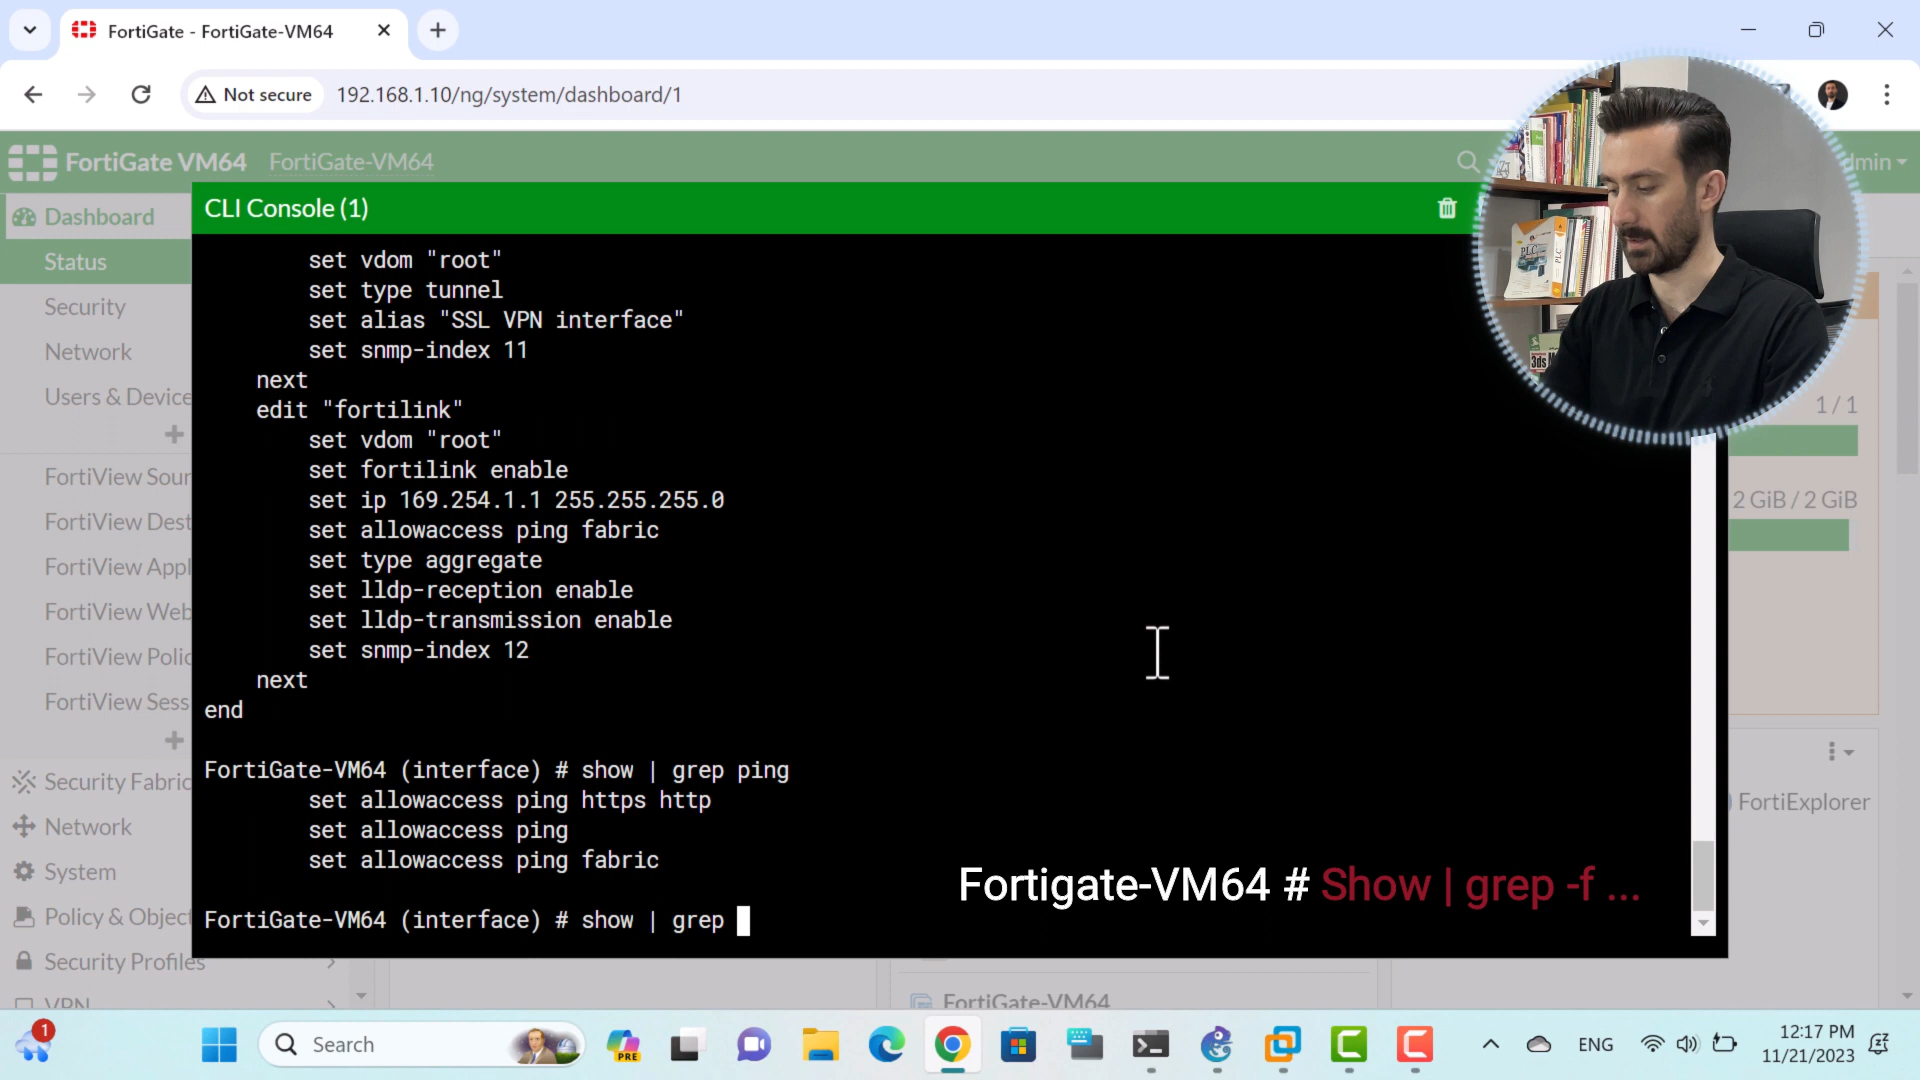 FortiGate - FortiGate-VM64
Not secure
192.168.1.10/ng/system/dashboard/1
FortiGate VM64
FortiGate-VM64
Dashboard
Status
Security
Network
Users & Device
FortiView Sour
FortiView Dest
FortiView Appl
FortiView Web
FortiView Polic
FortiView Sess
Security Fabric
Network
System
Policy & Object
Security Profiles
VPN
CLI Console (1)
set vdom "root"
set type tunnel
set alias "SSL VPN interface"
set snmp-index 11
next
edit "fortilink"
set vdom "root"
set fortilink enable
set ip 169.254.1.1 255.255.255.0
set allowaccess ping fabric
set type aggregate
set lldp-reception enable
set lldp-transmission enable
set snmp-index 12
next
end
FortiGate-VM64 (interface) # show | grep ping
set allowaccess ping https http
set allowaccess ping
set allowaccess ping fabric
FortiGate-VM64 (interface) # show | grep
Fortigate-VM64 # Show | grep -f ...
PLC
3ds
1 / 1
2 GiB / 2 GiB
FortiExplorer
FortiGate-VM64
1
Search
PRE
ENG
12:17 PM
11/21/2023